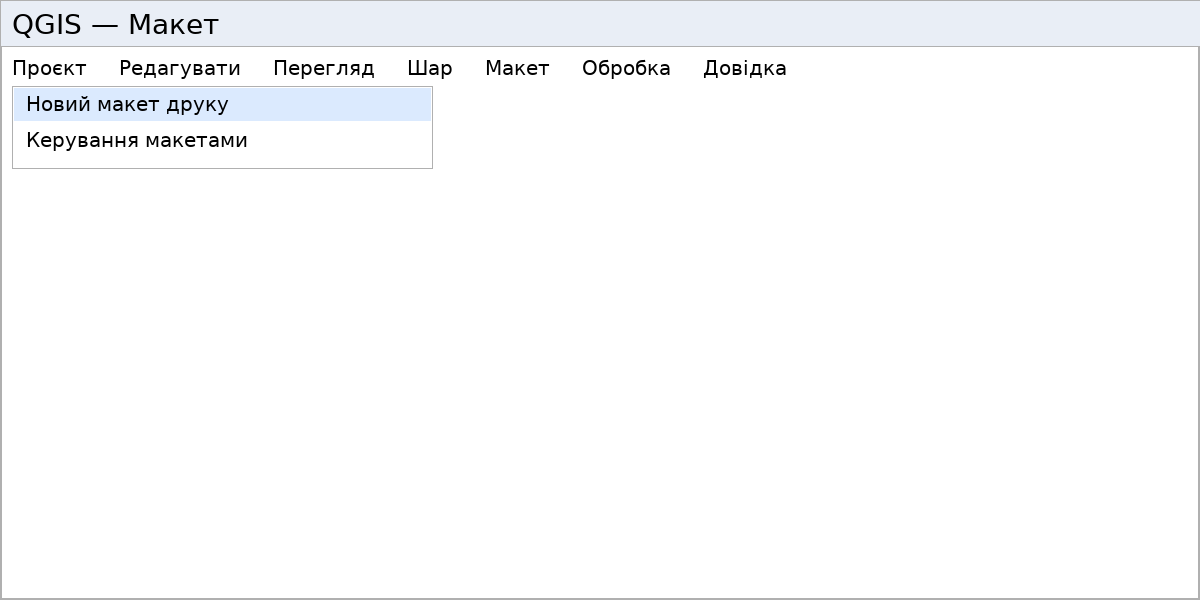 QGIS — Макет
Проєкт Редагувати Перегляд Шар Макет Обробка Довідка
Новий макет друку
Керування макетами